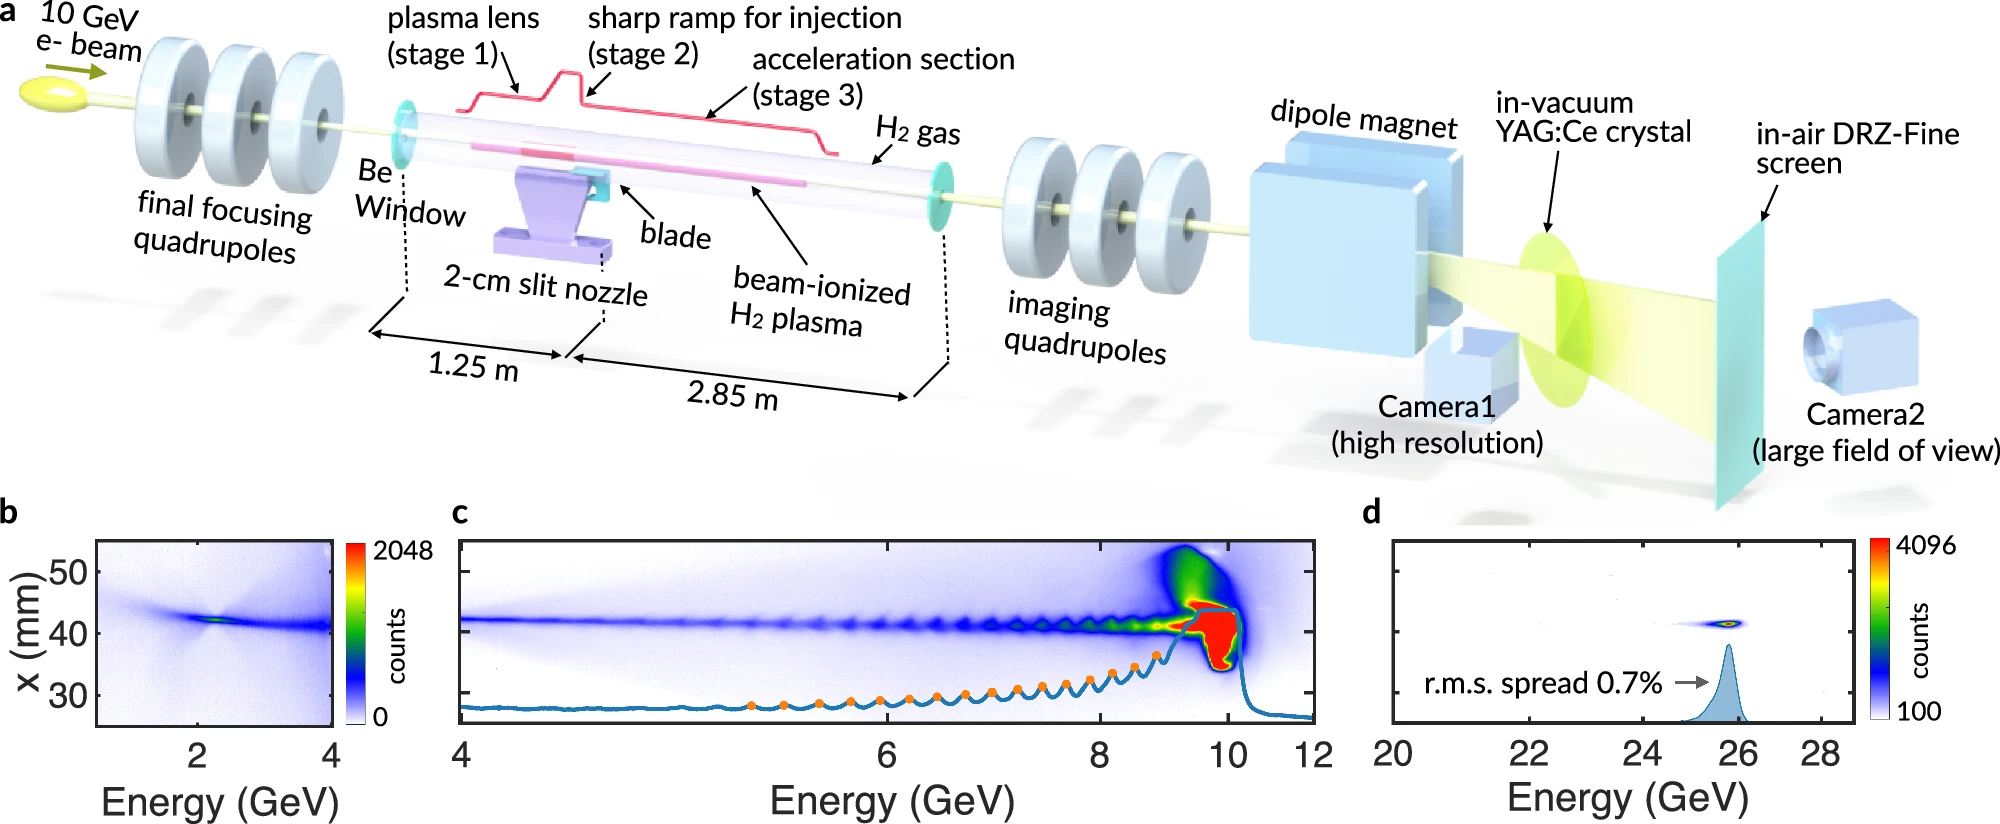 a
10 GeV
e- beam
plasma lens
(stage 1)
sharp ramp for injection
(stage 2)
acceleration section
(stage 3)
H2 gas
dipole magnet
in-vacuum
YAG:Ce crystal
in-air DRZ-Fine
screen
final focusing
quadrupoles
Be
Window
blade
2-cm slit nozzle
beam-ionized
H2 plasma
imaging
quadrupoles
1.25 m
2.85 m
Camera1
(high resolution)
Camera2
(large field of view)
b
x (mm)
50
40
30
2
4
Energy (GeV)
2048
counts
0
c
4
6
8
10
12
Energy (GeV)
d
r.m.s. spread 0.7%
20
22
24
26
28
Energy (GeV)
4096
counts
100